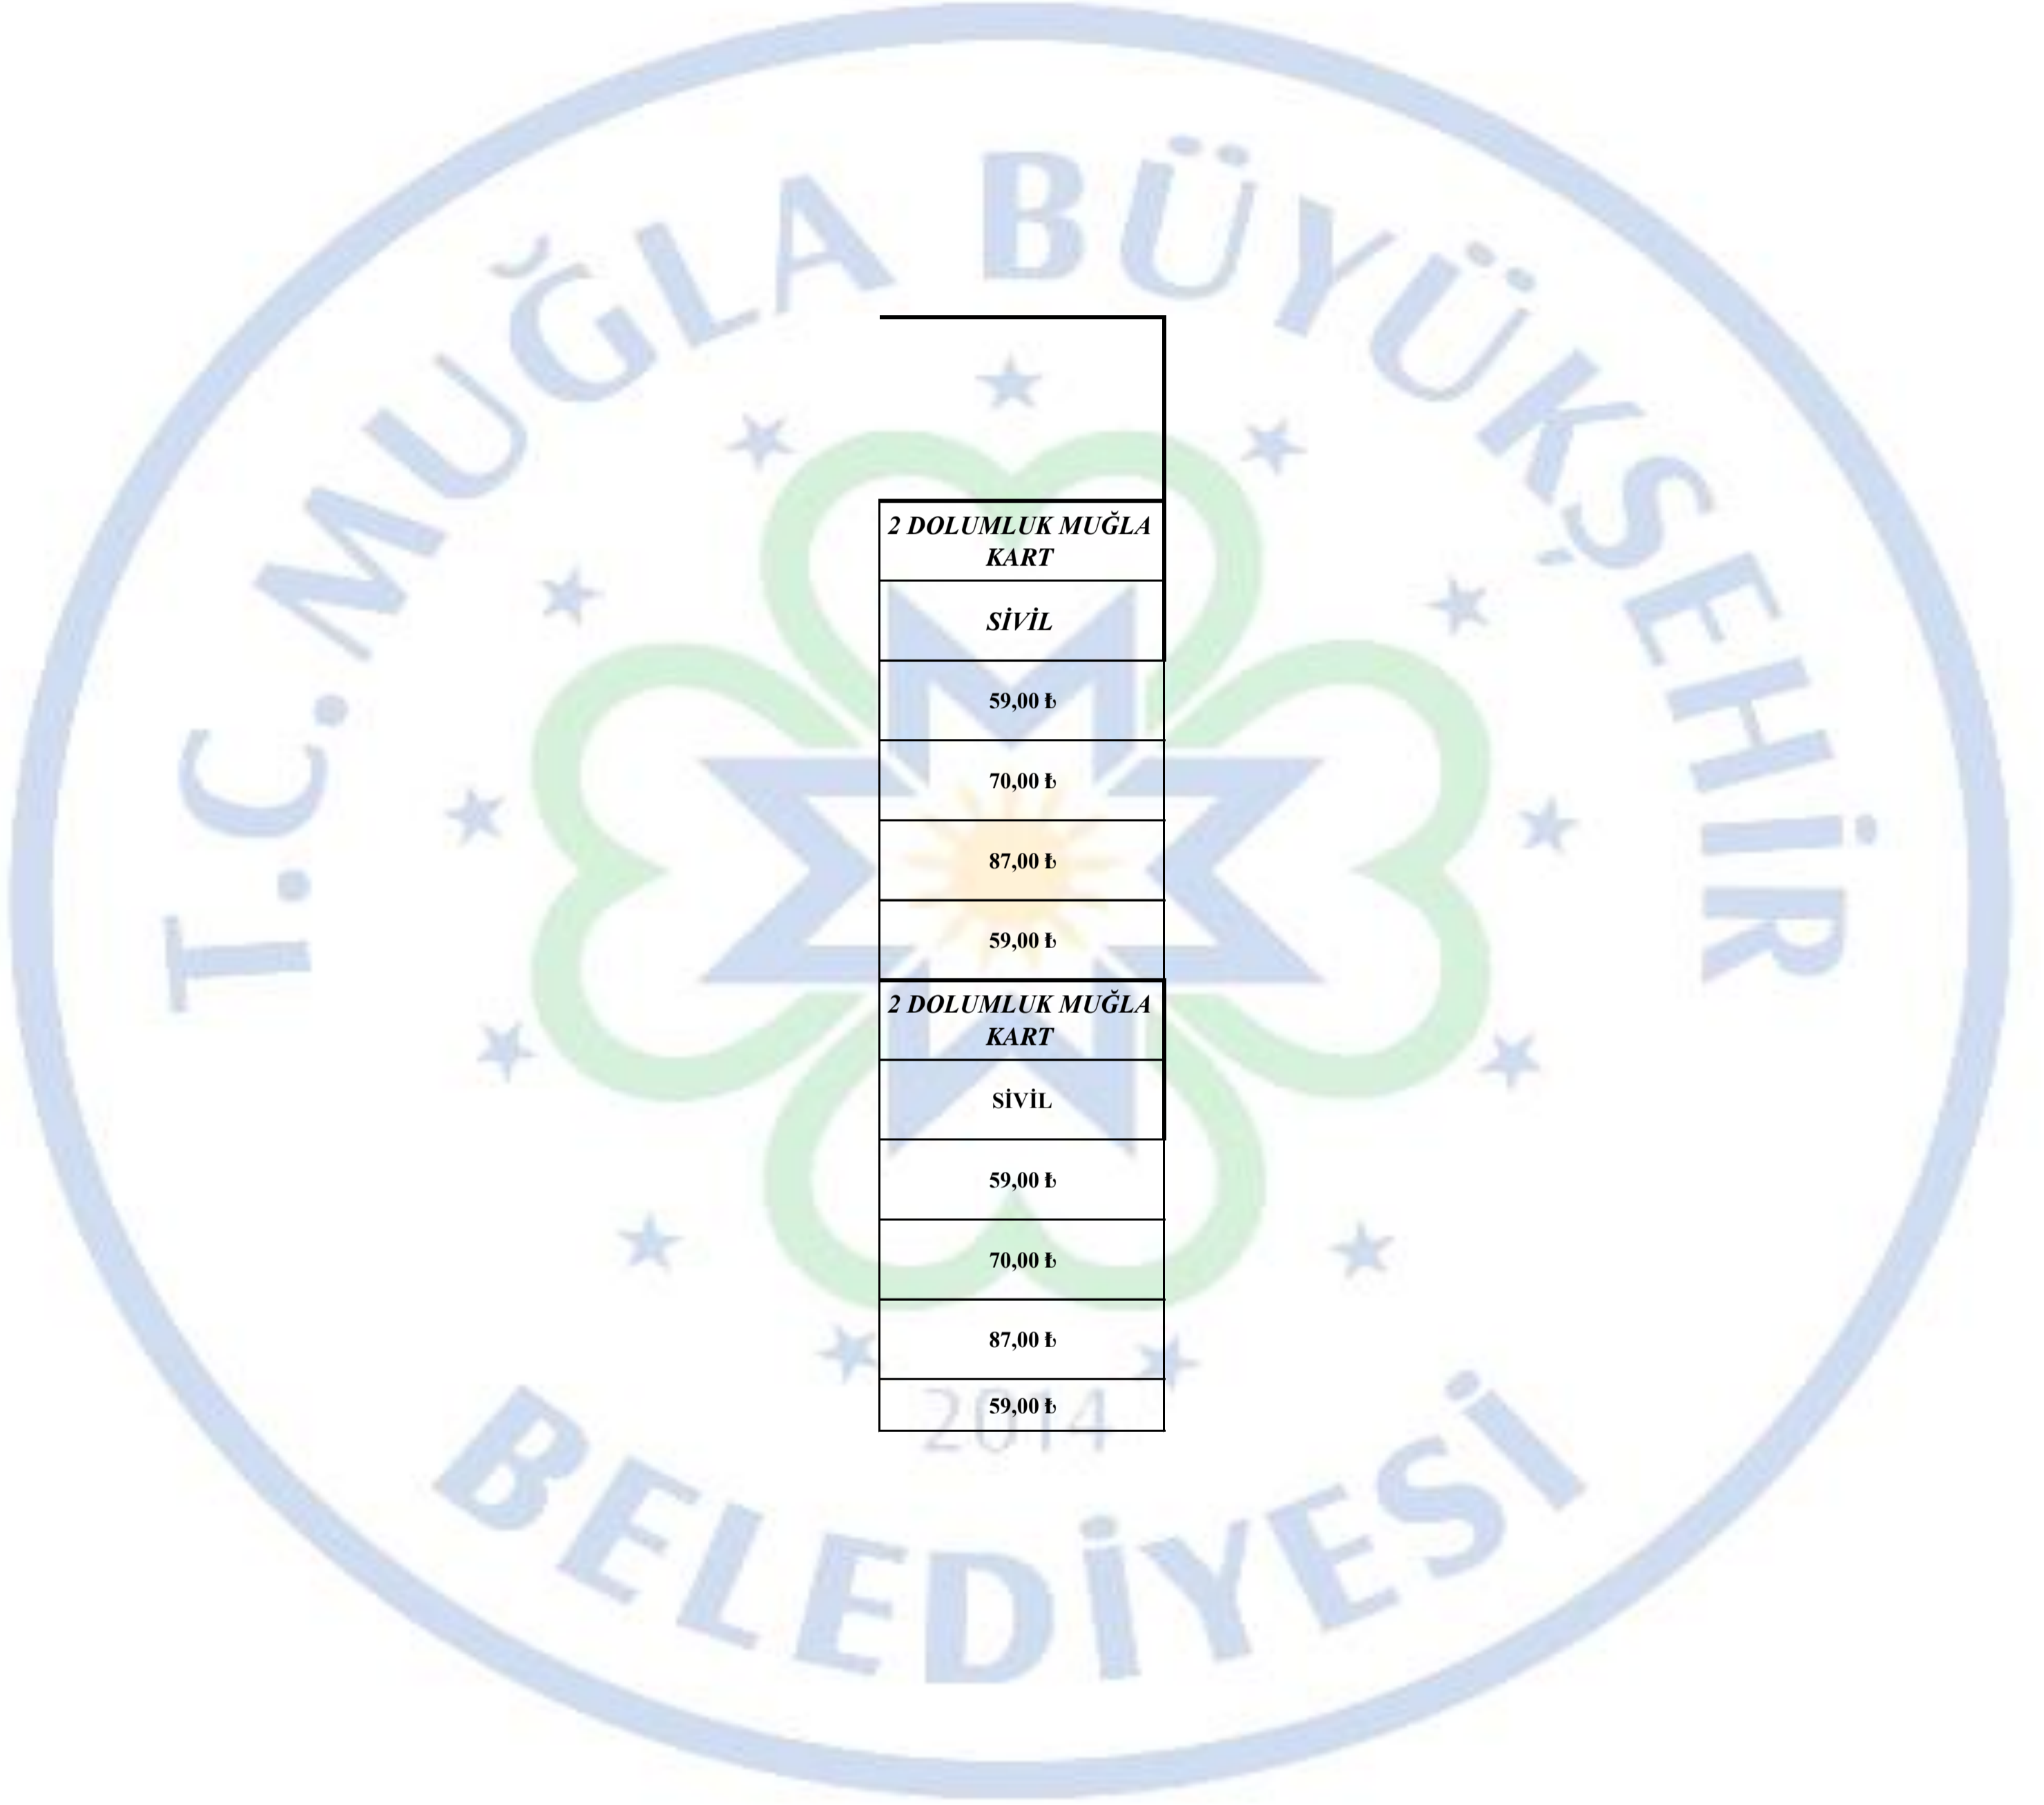 T.C. MUĞLA BÜYÜKŞEHİR
2 DOLUMLUK MUĞLA
KART
SİVİL
59,00 ₺
70,00 ₺
87,00 ₺
59,00 ₺
2 DOLUMLUK MUĞLA
KART
SİVİL
59,00 ₺
70,00 ₺
87,00 ₺
59,00 ₺
2014
BELEDİYESİ